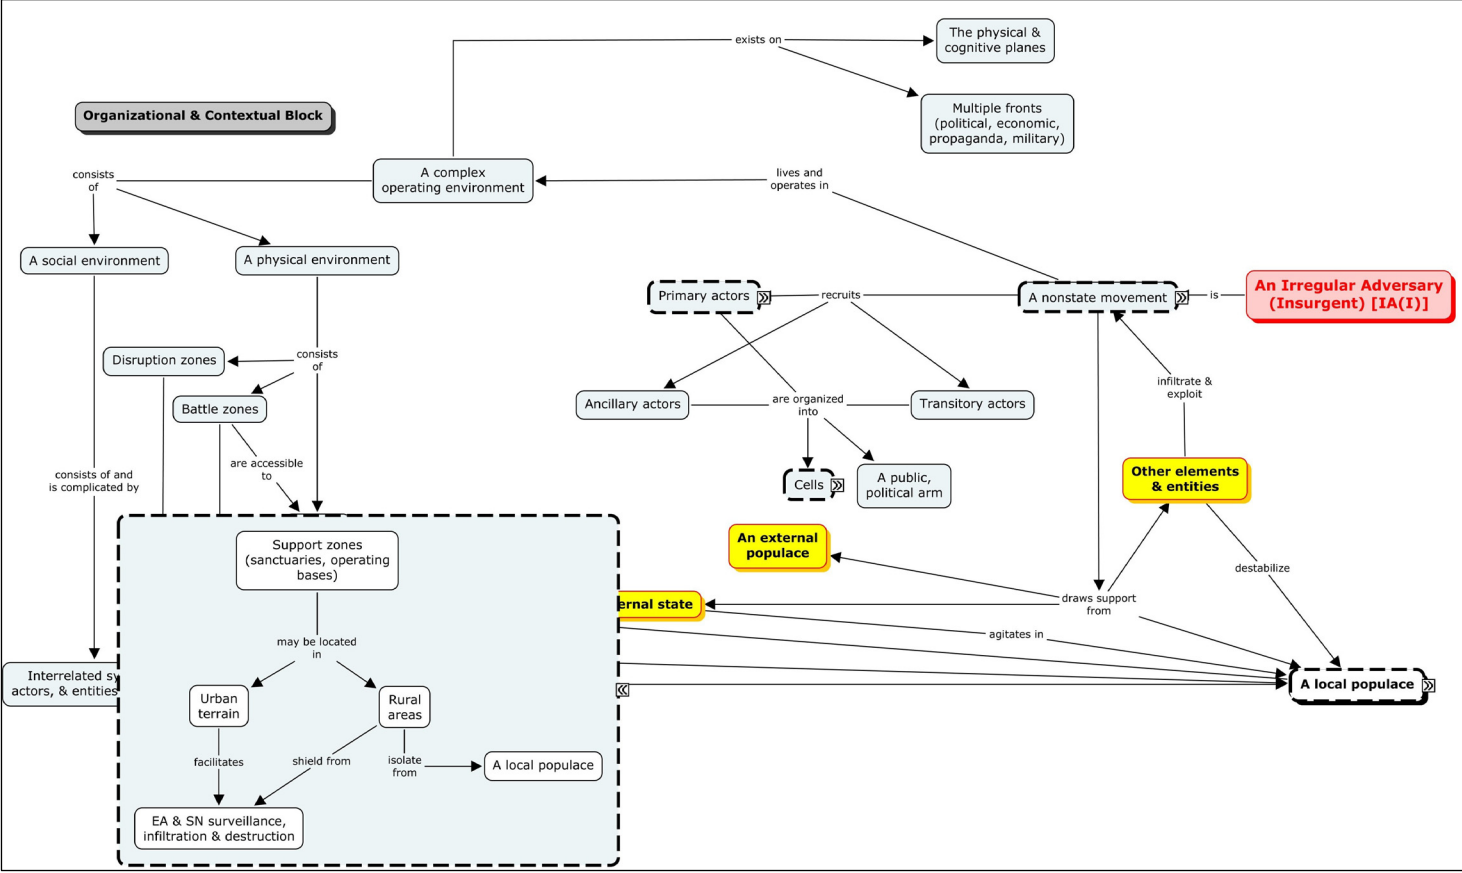 exists on
The physical &
cognitive planes
Multiple fronts
(political, economic,
propaganda, military)
Organizational & Contextual Block
consists
of
A complex
operating environment
lives and
operates in
A social environment
A physical environment
Primary actors
recruits
A nonstate movement
is
An Irregular Adversary
(Insurgent) [IA(I)]
Disruption zones
consists
of
Battle zones
Ancillary actors
are organized
into
Transitory actors
infiltrate &
exploit
are accessible
to
consists of and
is complicated by
Cells
A public,
political arm
Other elements
& entities
An external
populace
Support zones
(sanctuaries, operating
bases)
destabilize
ernal state
draws support
from
agitates in
may be located
in
Interrelated sy
actors, & entities
A local populace
Urban
terrain
Rural
areas
facilitates
shield from
isolate
from
A local populace
EA & SN surveillance,
infiltration & destruction